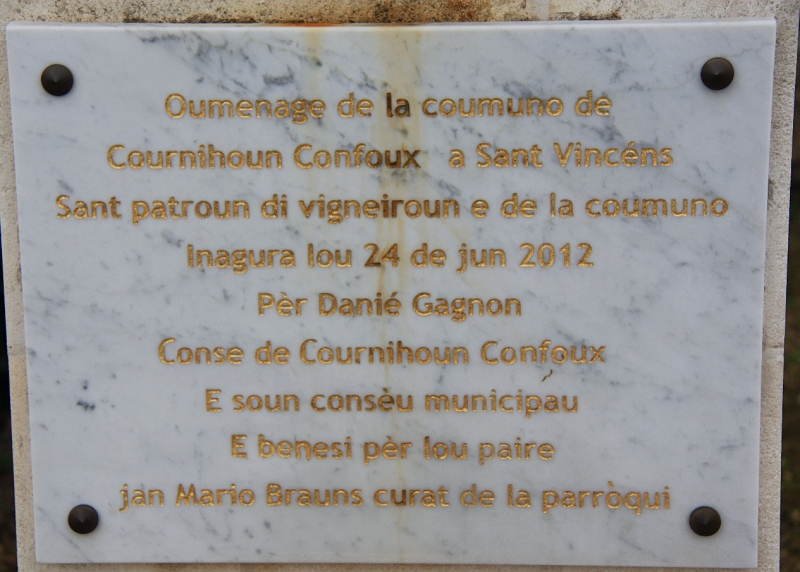 Oumenage de la coumuno de
Cournihoun Confoux a Sant Vincéns
Sant patroun di vigneiroun e de la coumuno
Inagura lou 24 de jun 2012
Pèr Danié Gagnon
Conse de Cournihoun Confoux
E soun consèu municipau
E benesi pèr lou paire
jan Mario Brauns curat de la parròqui